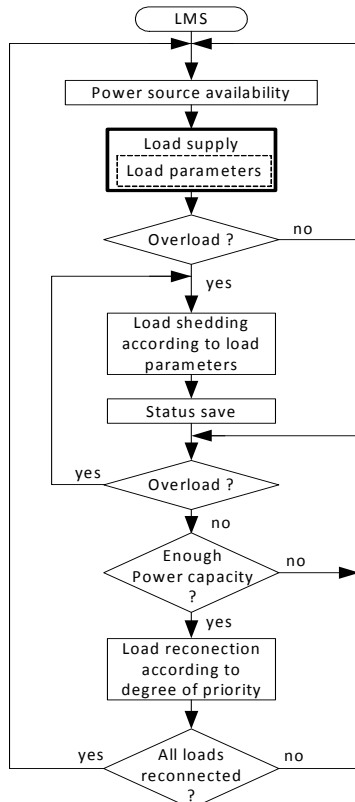 LMS
Power source availability
Load supply
Load parameters
Overload ?
no
yes
Load shedding
according to load
parameters
Status save
yes
Overload ?
no
Enough
Power capacity
?
no
yes
Load reconection
according to
degree of priority
yes
All loads
reconnected
?
no